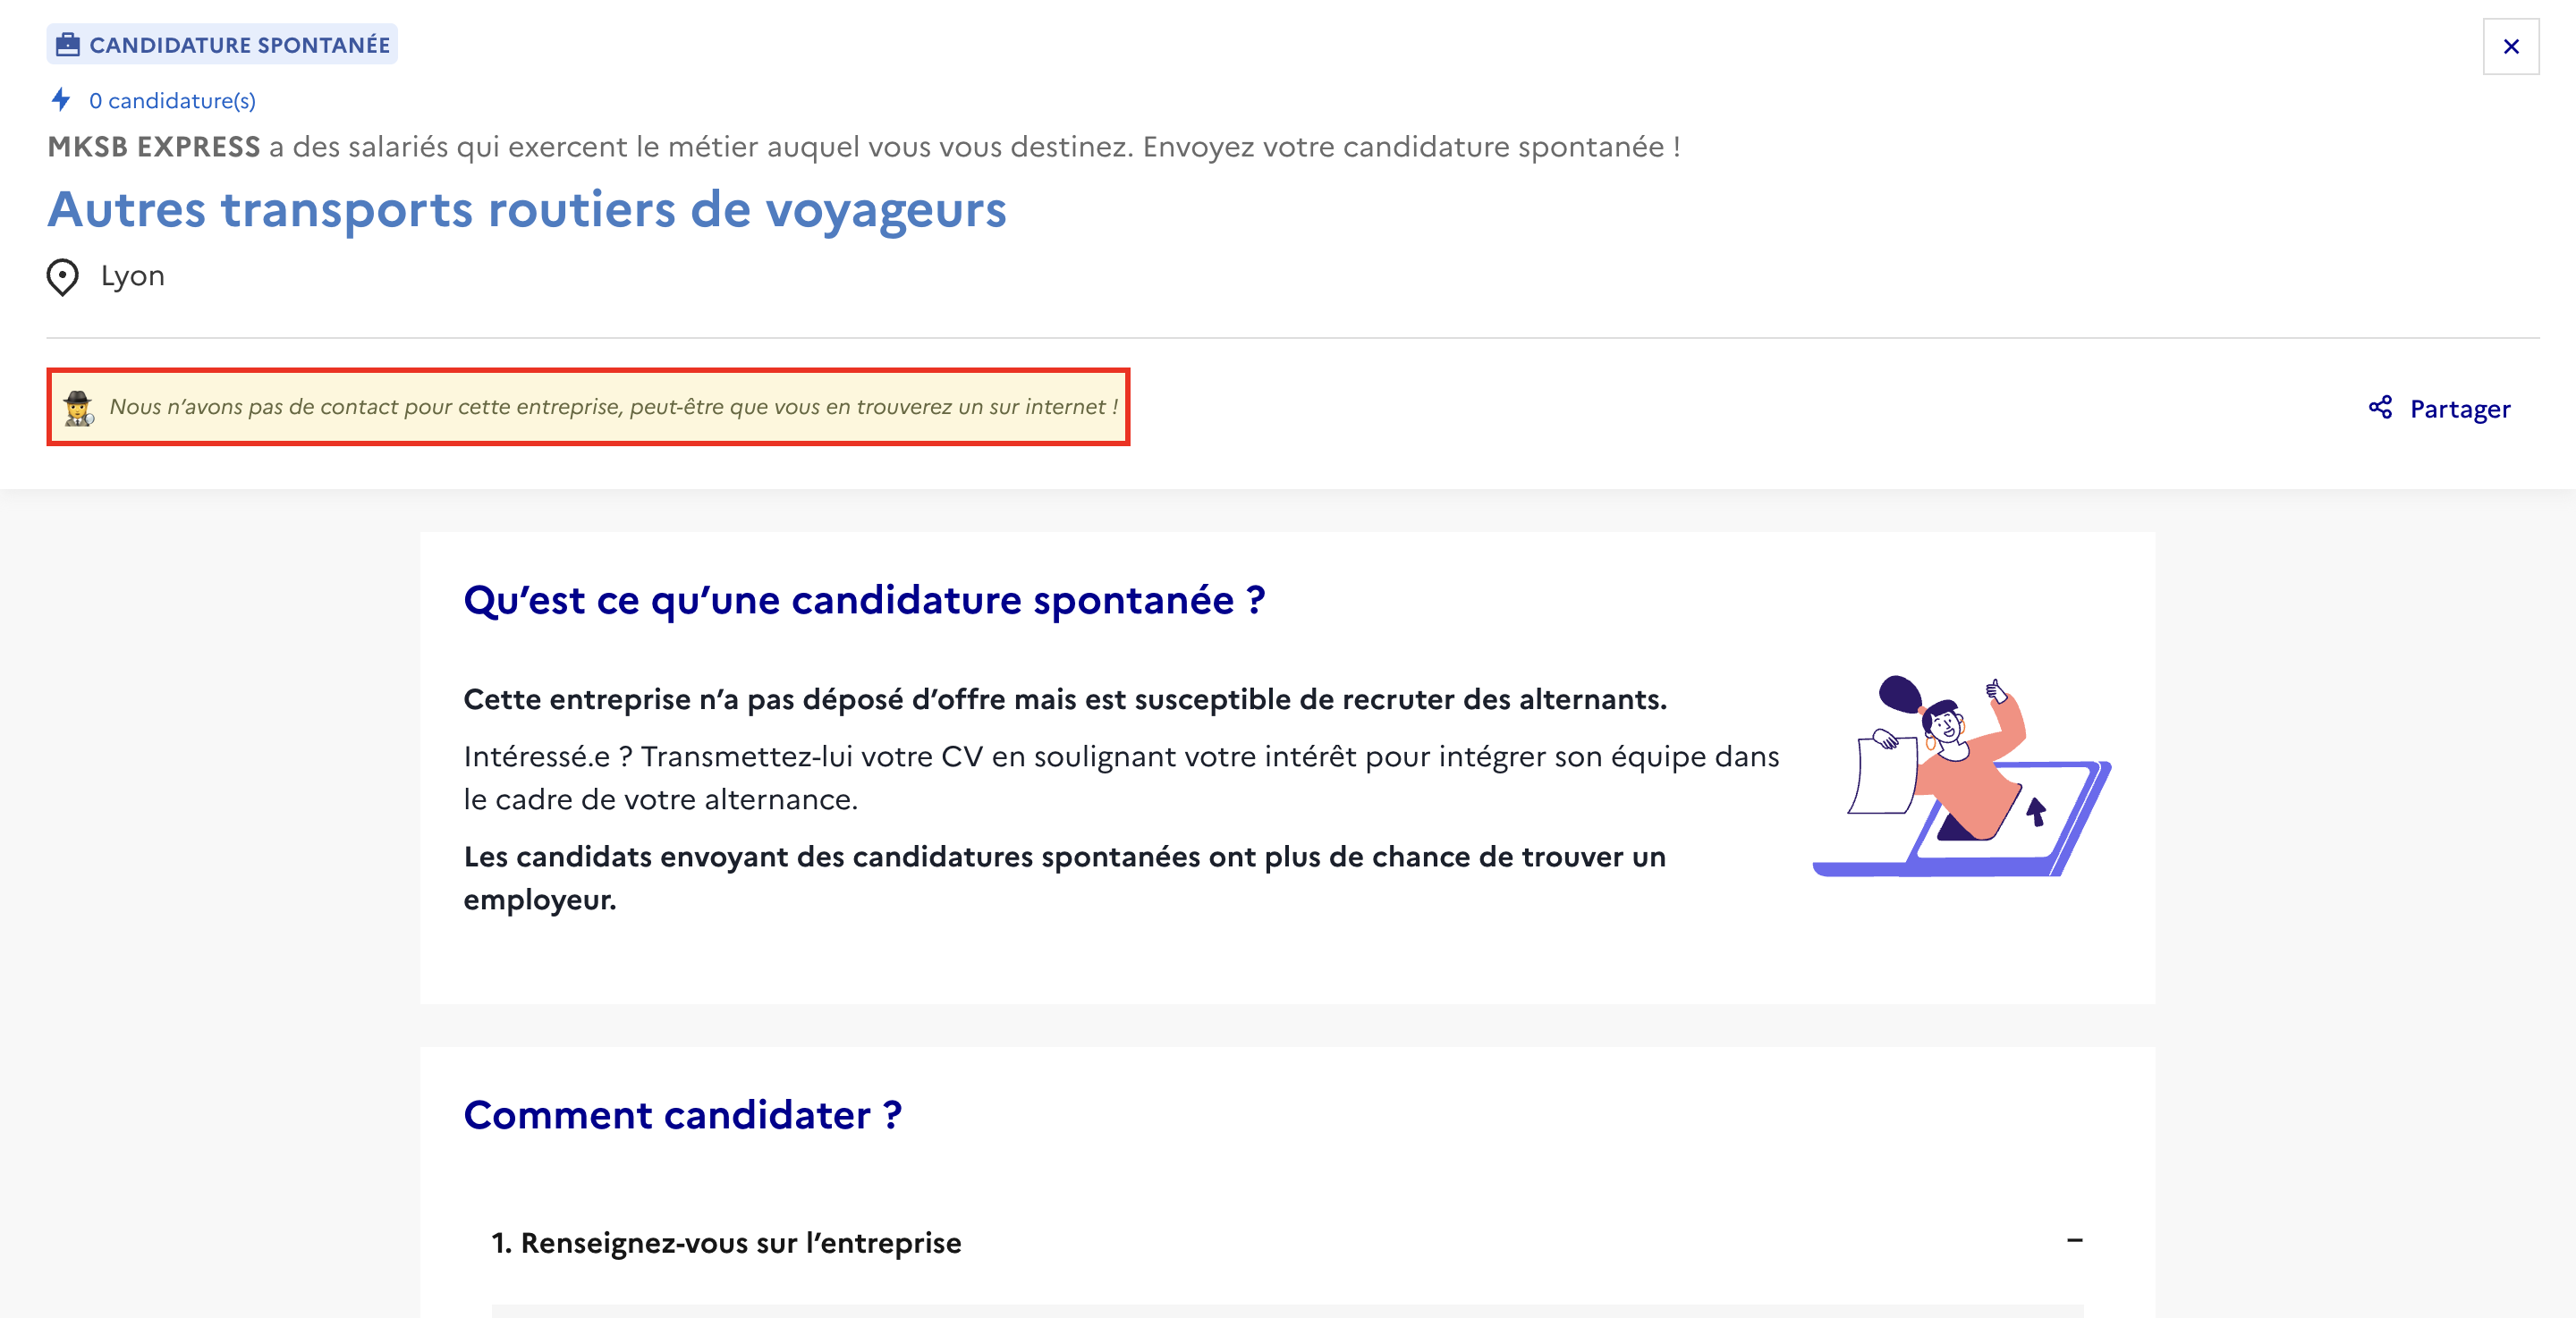 CANDIDATURE SPONTANÉE
0 candidature(s)
MKSB EXPRESS a des salariés qui exercent le métier auquel vous vous destinez. Envoyez votre candidature spontanée !
Autres transports routiers de voyageurs
Lyon
Nous n’avons pas de contact pour cette entreprise, peut-être que vous en trouverez un sur internet !
Partager
Qu’est ce qu’une candidature spontanée ?
Cette entreprise n’a pas déposé d’offre mais est susceptible de recruter des alternants.
Intéressé.e ? Transmettez-lui votre CV en soulignant votre intérêt pour intégrer son équipe dans
le cadre de votre alternance.
Les candidats envoyant des candidatures spontanées ont plus de chance de trouver un
employeur.
Comment candidater ?
1. Renseignez-vous sur l’entreprise